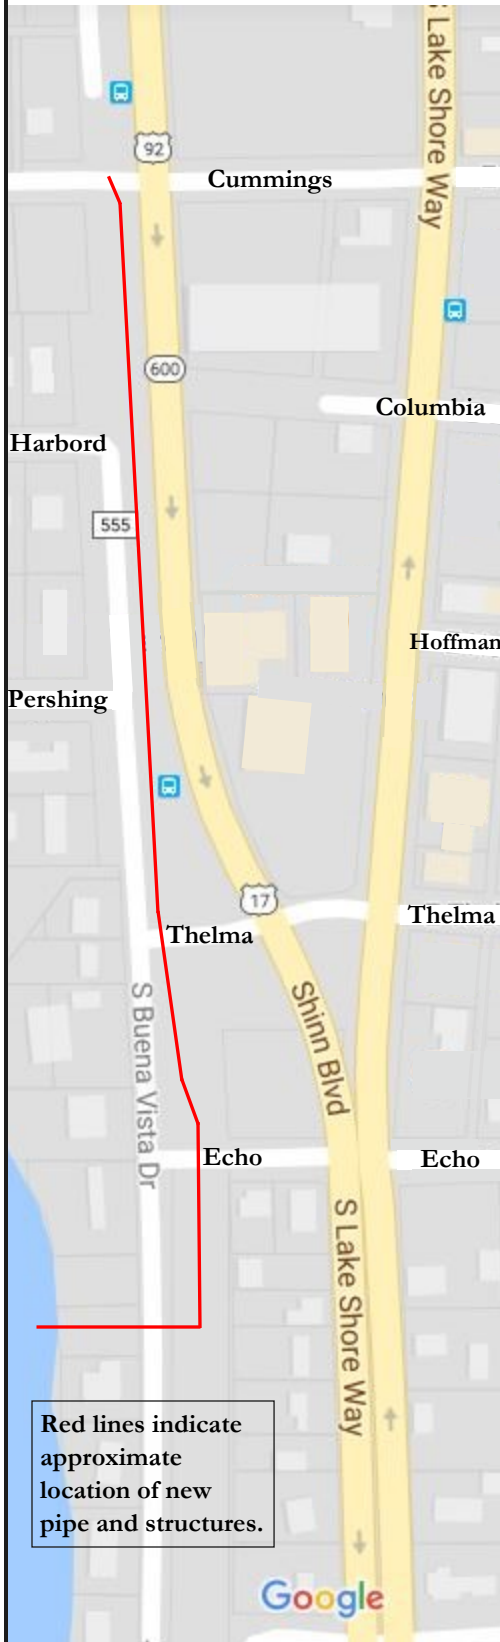 S Lake Shore Way
92
Cummings
600
Columbia
Harbord
555
Hoffman
Pershing
17
Thelma
Thelma
S Buena Vista Dr
Shinn Blvd
Echo
Echo
S Lake Shore Way
Red lines indicate
approximate
location of new
pipe and structures.
Google